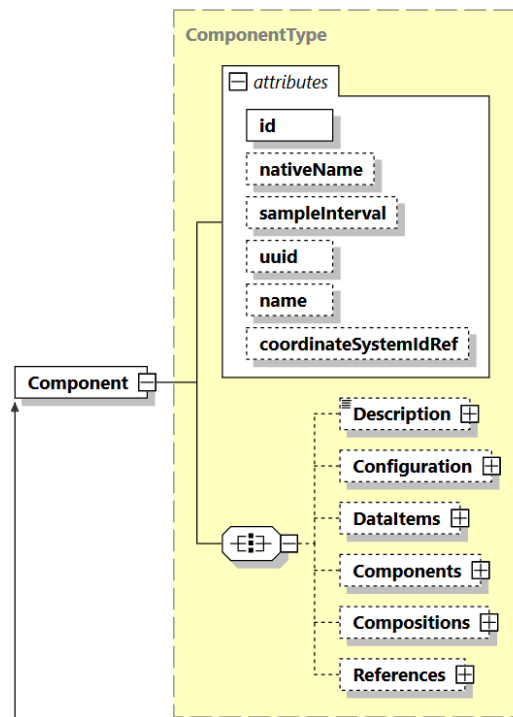 ComponentType
attributes
id
nativeName
sampleInterval
uuid
name
coordinateSystemIdRef
Component
Description
Configuration
DataItems
Components
Compositions
References